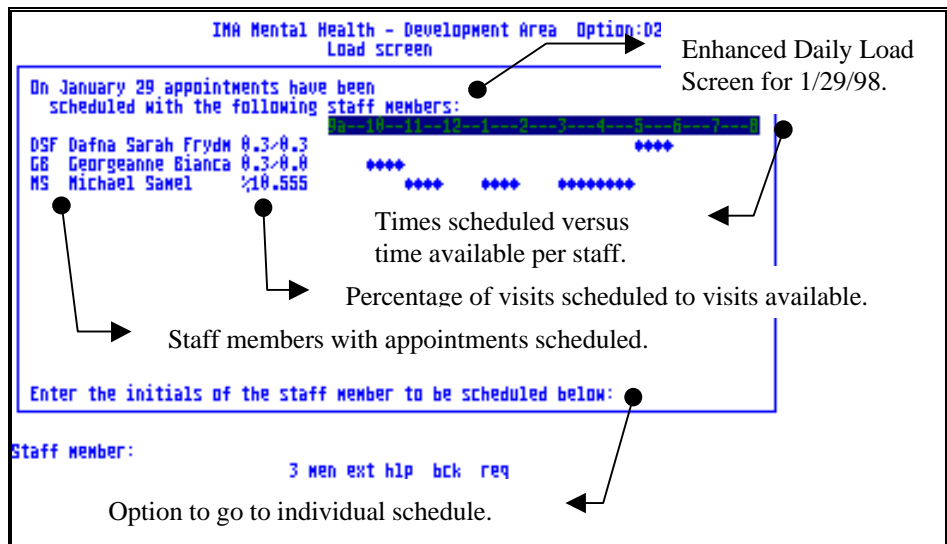 IMA Mental Health - Development Area Option:D2
Load screen
Enhanced Daily Load
Screen for 1/29/98.
On January 29 appointments have been
scheduled with the following staff members:
9a--10--11--12--1---2---3---4---5---6---7---8
DSF Dafna Sarah Frydm 0.3/0.3 ♦♦♦♦
GB Georgeanne Bianca 0.3/0.0 ♦♦♦♦
MS Michael Samel %10.555 ♦♦♦♦ ♦♦♦♦ ♦♦♦♦♦♦♦♦
Times scheduled versus
time available per staff.
Percentage of visits scheduled to visits available.
Staff members with appointments scheduled.
Enter the initials of the staff member to be scheduled below:
Staff member:
3 men ext hlp bck req
Option to go to individual schedule.